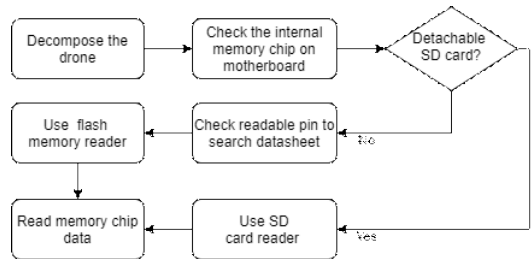 Decompose the
drone
Check the internal
memory chip on
motherboard
Detachable
SD card?
Use flash
memory reader
Check readable pin to
search datasheet
No
Read memory chip
data
Use SD
card reader
Yes